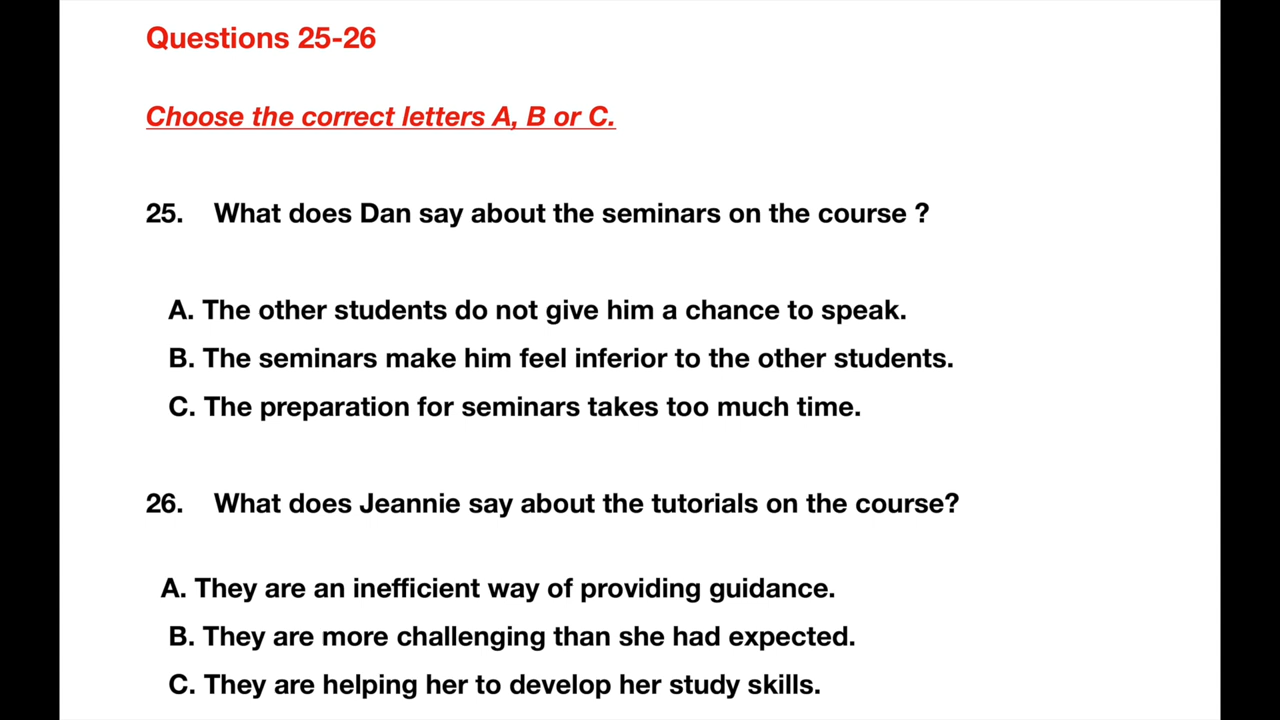 Questions 25-26
Choose the correct letters A, B or C.
25. What does Dan say about the seminars on the course ?
A. The other students do not give him a chance to speak.
B. The seminars make him feel inferior to the other students.
C. The preparation for seminars takes too much time.
26. What does Jeannie say about the tutorials on the course?
A. They are an inefficient way of providing guidance.
B. They are more challenging than she had expected.
C. They are helping her to develop her study skills.